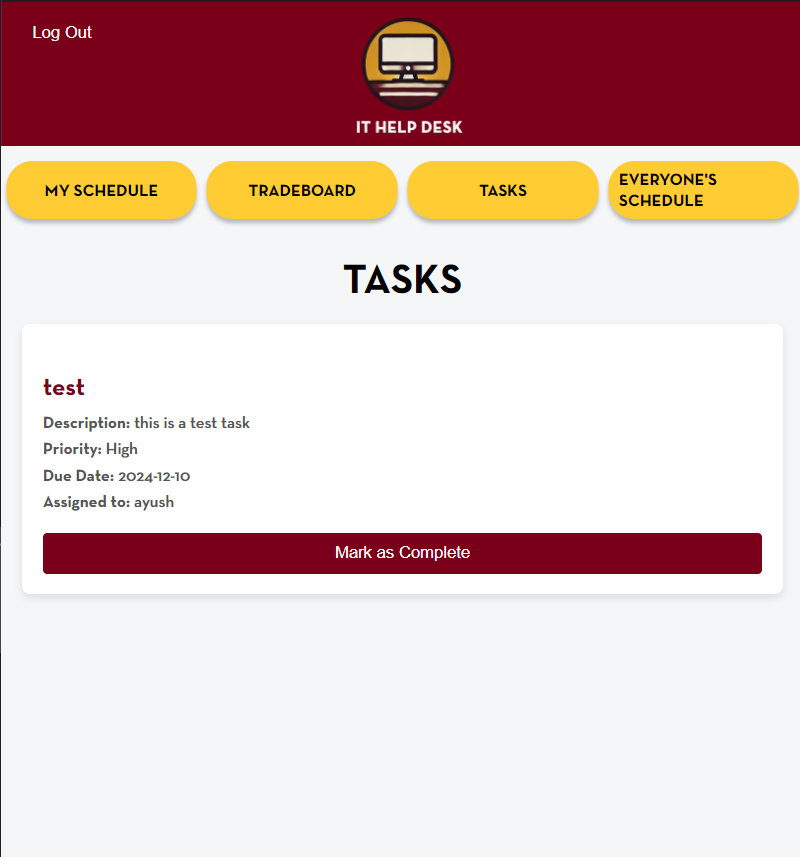 Log Out
IT HELP DESK
MY SCHEDULE
TRADEBOARD
TASKS
EVERYONE'S
SCHEDULE
TASKS
test
Description: this is a test task
Priority: High
Due Date: 2024-12-10
Assigned to: ayush
Mark as Complete